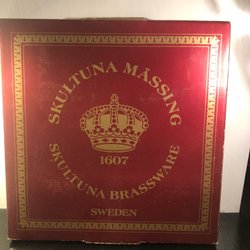 SKULTUNA MÄSSING
1607
SKULTUNA BRASSWARE
SWEDEN